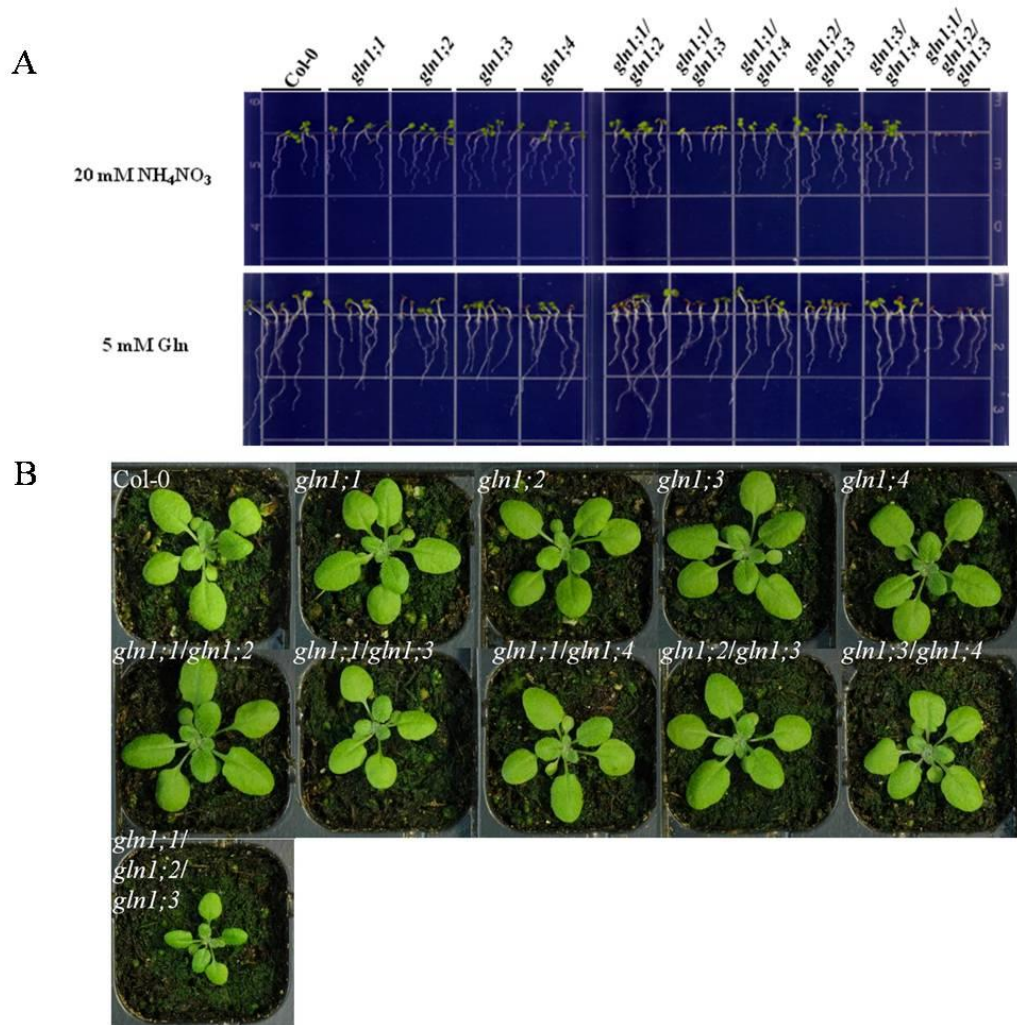 A
Col-0
gln1;1
gln1;2
gln1;3
gln1;4
gln1;1/
gln1;2
gln1;1/
gln1;3
gln1;1/
gln1;4
gln1;2/
gln1;3
gln1;3/
gln1;4
gln1;1/
gln1;2/
gln1;3
20 mM NH₄NO₃
5 mM Gln
B
Col-0
gln1;1
gln1;2
gln1;3
gln1;4
gln1;1/gln1;2
gln1;1/gln1;3
gln1;1/gln1;4
gln1;2/gln1;3
gln1;3/gln1;4
gln1;1/
gln1;2/
gln1;3